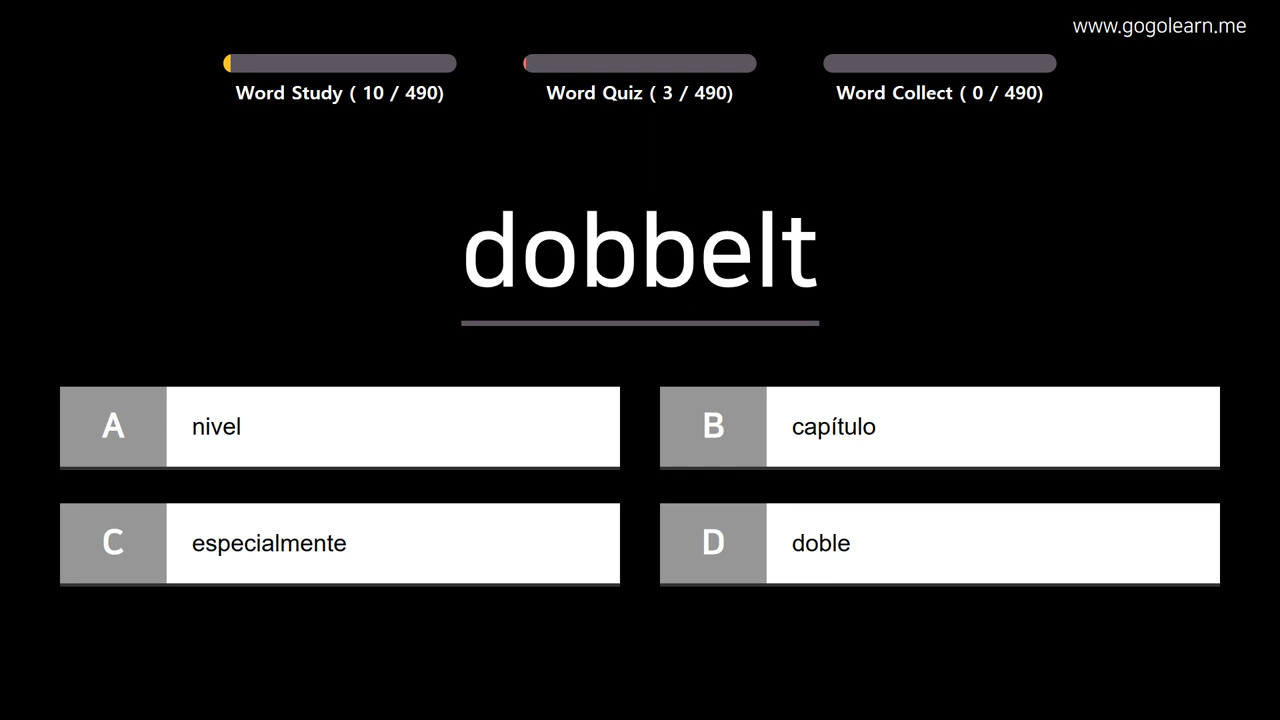 www.gogolearn.me
Word Study ( 10 / 490)
Word Quiz ( 3 / 490)
Word Collect ( 0 / 490)
dobbelt
A nivel
B capítulo
C especialmente
D doble